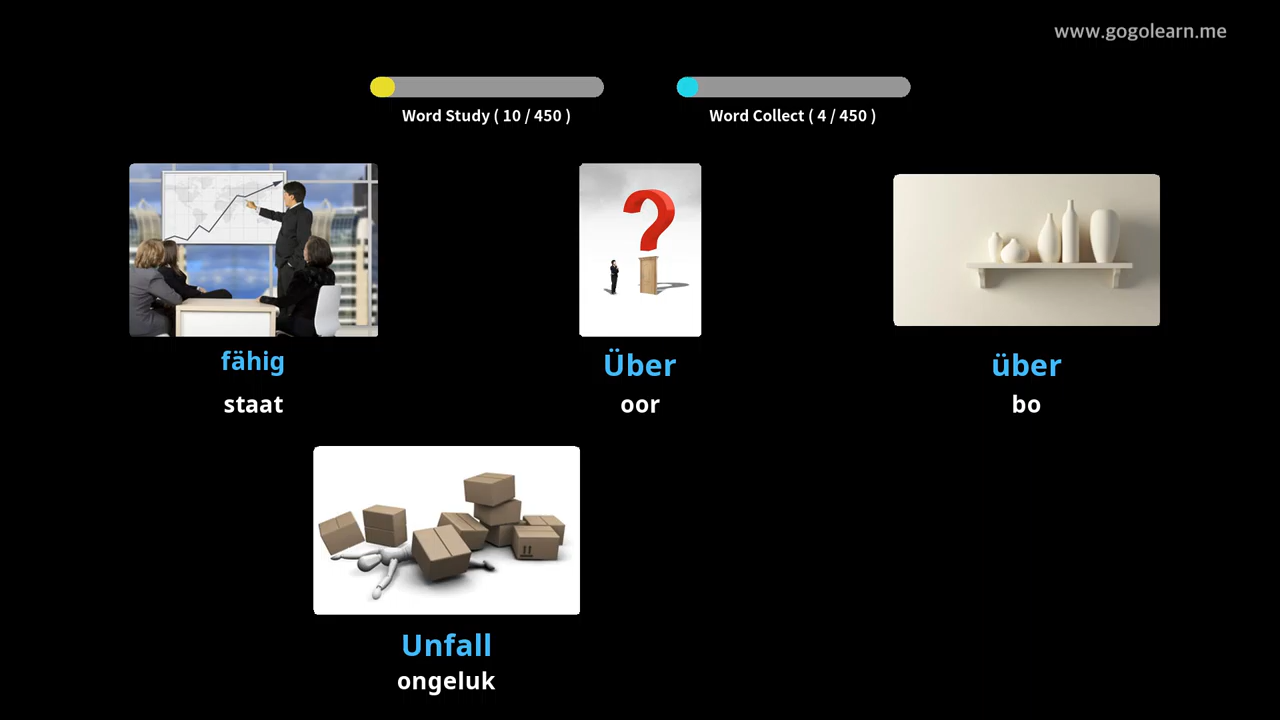 www.gogolearn.me
Word Study ( 10 / 450 )
Word Collect ( 4 / 450 )
fähig
staat
Über
oor
über
bo
Unfall
ongeluk